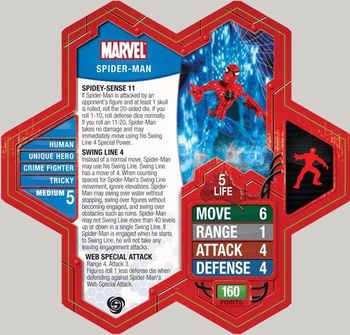 MARVEL
SPIDER-MAN
SPIDEY-SENSE 11
If Spider-Man is attacked by an
opponent's figure and at least 1 skull
is rolled, roll the 20-sided die. If you
roll 1-10, roll defense dice normally.
If you roll an 11-20, Spider-Man
takes no damage and may
immediately move using his Swing
Line 4 Special Power.
SWING LINE 4
Instead of a normal move, Spider-Man
may use his Swing Line. Swing Line
has a move of 4. When counting
spaces for Spider-Man's Swing Line
movement, ignore elevations. Spider-
Man may swing over water without
stopping, swing over figures without
becoming engaged, and swing over
obstacles such as ruins. Spider-Man
may not Swing Line more than 40 levels
up or down in a single Swing Line. If
Spider-Man is engaged when he starts
to Swing Line, he will not take any
leaving engagement attacks.
WEB SPECIAL ATTACK
Range 4. Attack 3.
Figures roll 1 less defense die when
defending against Spider-Man's
Web Special Attack.
HUMAN
UNIQUE HERO
CRIME FIGHTER
TRICKY
MEDIUM 5
5
LIFE
MOVE 6
RANGE 1
ATTACK 4
DEFENSE 4
160
POINTS